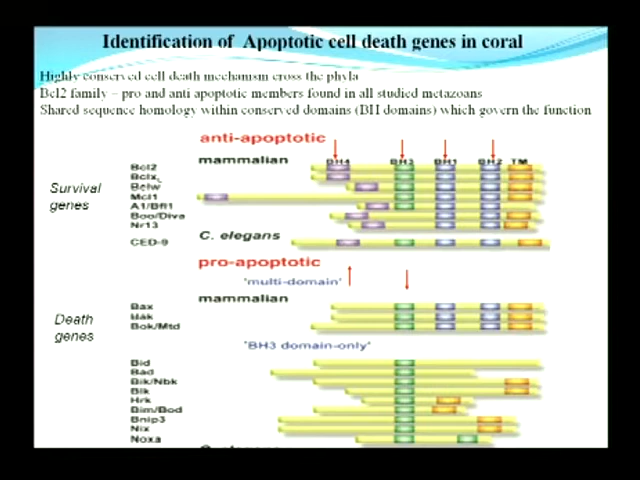 Identification of Apoptotic cell death genes in coral
Highly conserved cell death mechanism cross the phyla
Bcl2 family – pro and anti apoptotic members found in all studied metazoans
Shared sequence homology within conserved domains (BH domains) which govern the function
anti-apoptotic
mammalian BH4 BH3 BH1 BH2 TM
Survival genes
Bcl2
Bclx
Bclw
Mcl1
A1/Bfl1
Boo/Diva
Nr13
C. elegans
CED-9
pro-apoptotic
'multi-domain'
mammalian
Death genes
Bax
Bak
Bok/Mtd
'BH3 domain-only'
Bid
Bad
Bik/Nbk
Blk
Hrk
Bim/Bod
Bnip3
Nix
Noxa